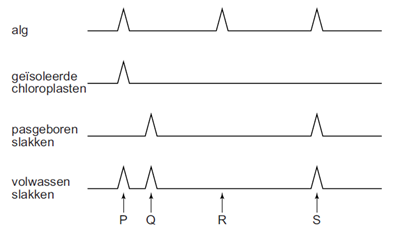 alg
geïsoleerde
chloroplasten
pasgeboren
slakken
volwassen
slakken
P Q R S